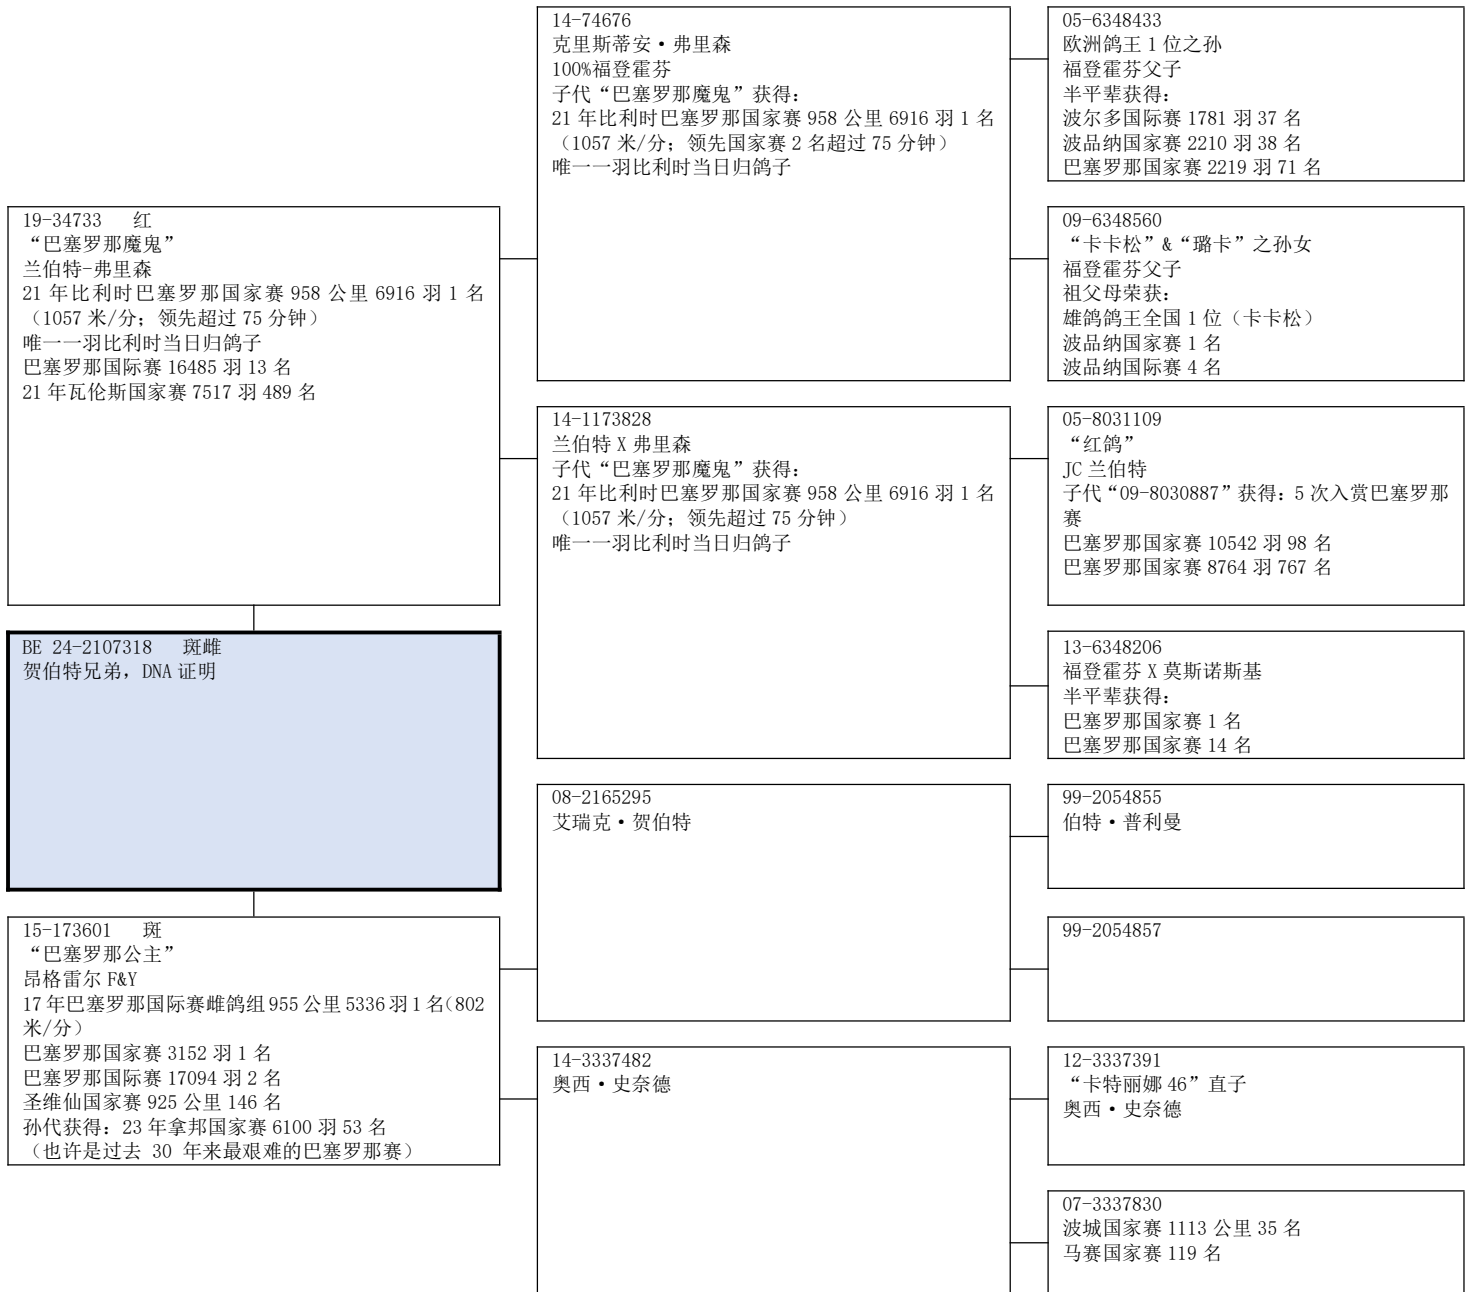 14-74676
克里斯蒂安·弗里森
100%福登霍芬
子代“巴塞罗那魔鬼”获得：
21 年比利时巴塞罗那国家赛 958 公里 6916 羽 1 名
（1057 米/分；领先国家赛 2 名超过 75 分钟）
唯一一羽比利时当日归鸽子
05-6348433
欧洲鸽王 1 位之孙
福登霍芬父子
半平辈获得：
波尔多国际赛 1781 羽 37 名
波品纳国家赛 2210 羽 38 名
巴塞罗那国家赛 2219 羽 71 名
19-34733 红
“巴塞罗那魔鬼”
兰伯特-弗里森
21 年比利时巴塞罗那国家赛 958 公里 6916 羽 1 名
（1057 米/分；领先超过 75 分钟）
唯一一羽比利时当日归鸽子
巴塞罗那国际赛 16485 羽 13 名
21 年瓦伦斯国家赛 7517 羽 489 名
09-6348560
“卡卡松”&“璐卡”之孙女
福登霍芬父子
祖父母荣获：
雄鸽鸽王全国 1 位（卡卡松）
波品纳国家赛 1 名
波品纳国际赛 4 名
14-1173828
兰伯特 X 弗里森
子代“巴塞罗那魔鬼”获得：
21 年比利时巴塞罗那国家赛 958 公里 6916 羽 1 名
（1057 米/分；领先超过 75 分钟）
唯一一羽比利时当日归鸽子
05-8031109
“红鸽”
JC 兰伯特
子代“09-8030887”获得：5 次入赏巴塞罗那
赛
巴塞罗那国家赛 10542 羽 98 名
巴塞罗那国家赛 8764 羽 767 名
BE 24-2107318 斑雌
贺伯特兄弟，DNA 证明
13-6348206
福登霍芬 X 莫斯诺斯基
半平辈获得：
巴塞罗那国家赛 1 名
巴塞罗那国家赛 14 名
08-2165295
艾瑞克·贺伯特
99-2054855
伯特·普利曼
15-173601 斑
“巴塞罗那公主”
昂格雷尔 F&Y
17 年巴塞罗那国际赛雌鸽组 955 公里 5336 羽 1 名（802
米/分）
巴塞罗那国家赛 3152 羽 1 名
巴塞罗那国际赛 17094 羽 2 名
圣维仙国家赛 925 公里 146 名
孙代获得：23 年拿邦国家赛 6100 羽 53 名
（也许是过去 30 年来最艰难的巴塞罗那赛）
99-2054857
14-3337482
奥西·史奈德
12-3337391
“卡特丽娜 46”直子
奥西·史奈德
07-3337830
波城国家赛 1113 公里 35 名
马赛国家赛 119 名